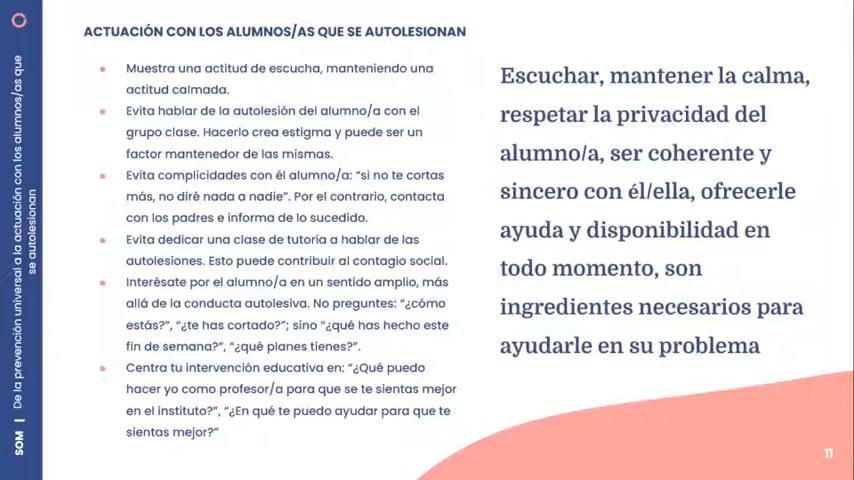 ACTUACIÓN CON LOS ALUMNOS/AS QUE SE AUTOLESIONAN
Muestra una actitud de escucha, manteniendo una
actitud calmada.
Evita hablar de la autolesión del alumno/a con el
grupo clase. Hacerlo crea estigma y puede ser un
factor mantenedor de las mismas.
Evita complicidades con él alumno/a: “si no te cortas
más, no diré nada a nadie”. Por el contrario, contacta
con los padres e informa de lo sucedido.
Evita dedicar una clase de tutoría a hablar de las
autolesiones. Esto puede contribuir al contagio social.
Interésate por el alumno/a en un sentido amplio, más
allá de la conducta autolesiva. No preguntes: “¿cómo
estás?”, “¿te has cortado?”; sino “¿qué has hecho este
fin de semana?”, “¿qué planes tienes?”.
Centra tu intervención educativa en: “¿Qué puedo
hacer yo como profesor/a para que se te sientas mejor
en el instituto?”, “¿En qué te puedo ayudar para que te
sientas mejor?”
Escuchar, mantener la calma,
respetar la privacidad del
alumno/a, ser coherente y
sincero con él/ella, ofrecerle
ayuda y disponibilidad en
todo momento, son
ingredientes necesarios para
ayudarle en su problema
SOM | De la prevención universal a la actuación con los alumnos/as que
se autolesionan
11